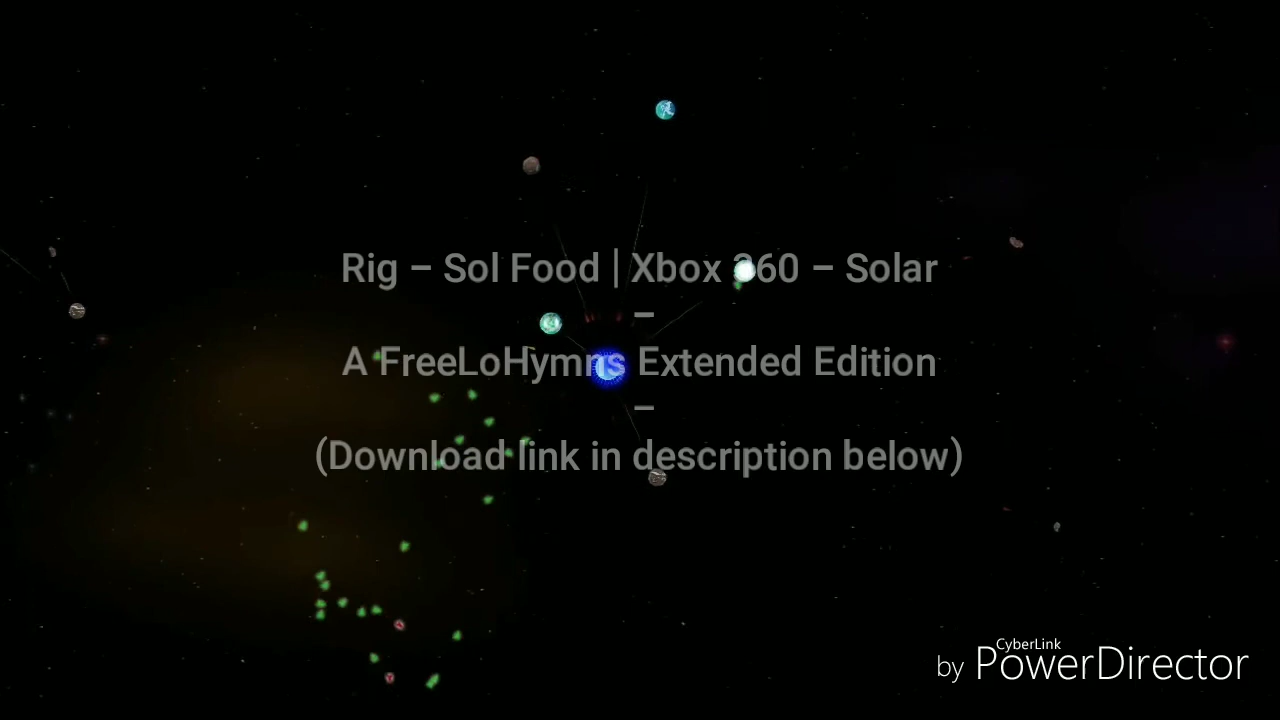 Rig – Sol Food | Xbox 360 – Solar
–
A FreeLoHymns Extended Edition
–
(Download link in description below)
CyberLink
by PowerDirector